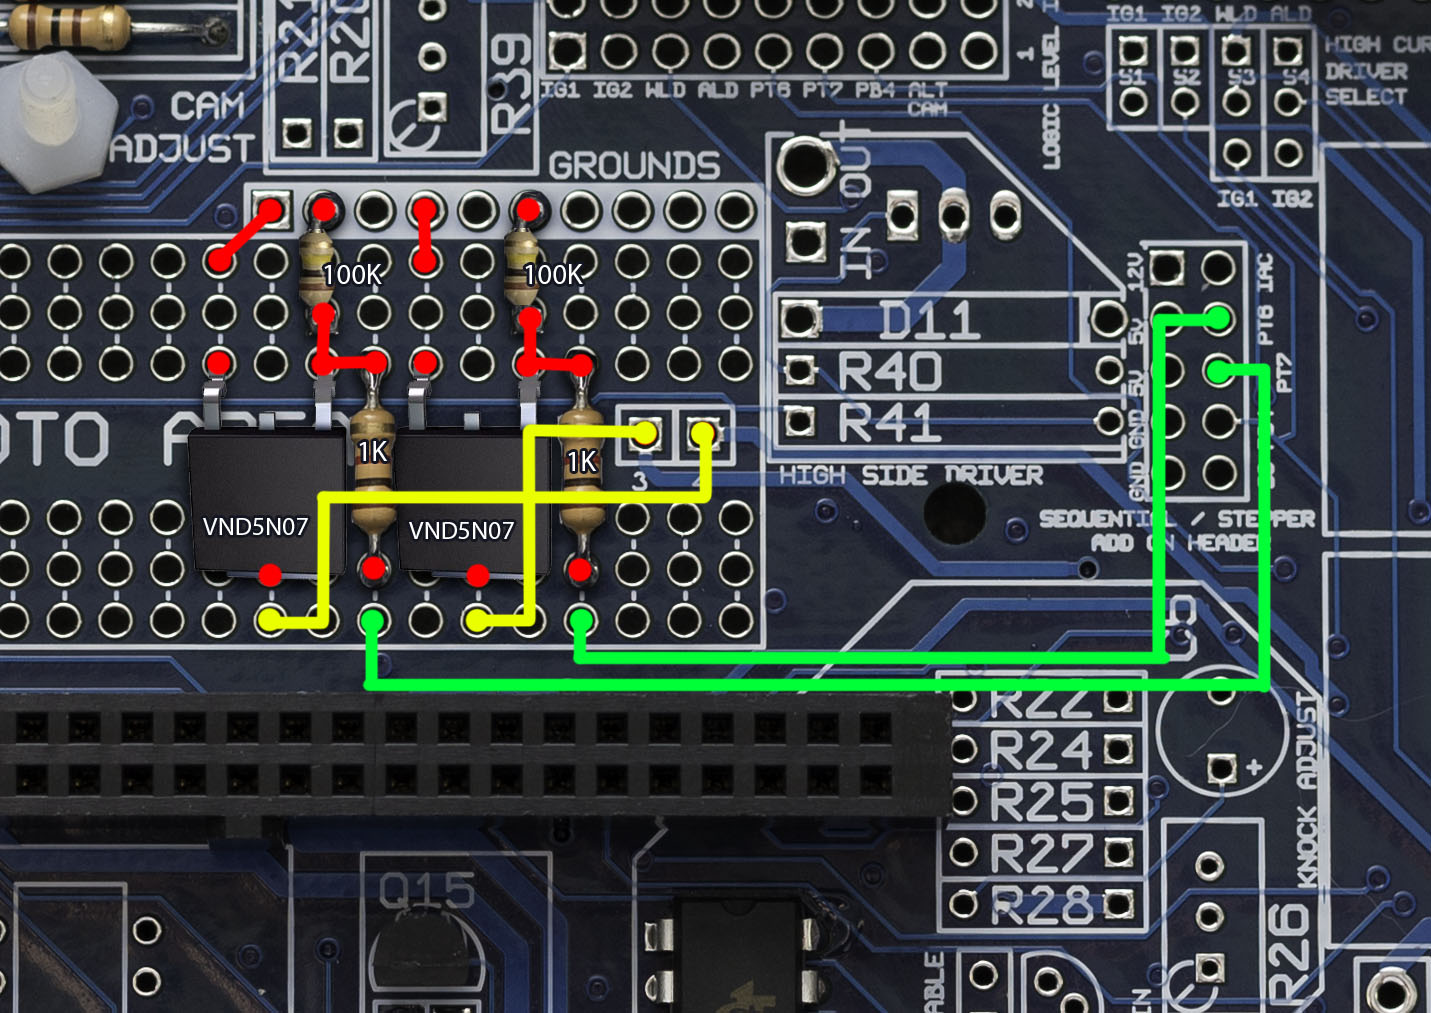 R39
IG1 IG2 WLD ALD PT6 PT7 PB4 ALT
CAM
2
1
LOGIC LEVEL
IG1 IG2 WLD ALD
S1 S2 S3 S4
HIGH CUR
DRIVER
SELECT
IG1 IG2
CAM
ADJUST
GROUNDS
OUT
IN
100K
100K
D11
R40
R41
HIGH SIDE DRIVER
12V
5V
5V
GND
GND
IAC
PT6
PT7
SEQUENTIAL / STEPPER
ADD ON HEADER
1K
1K
VND5N07
VND5N07
3
R22
R24
R25
R27
R28
+
KNOCK ADJUST
R26
Q15
ABLE
IN